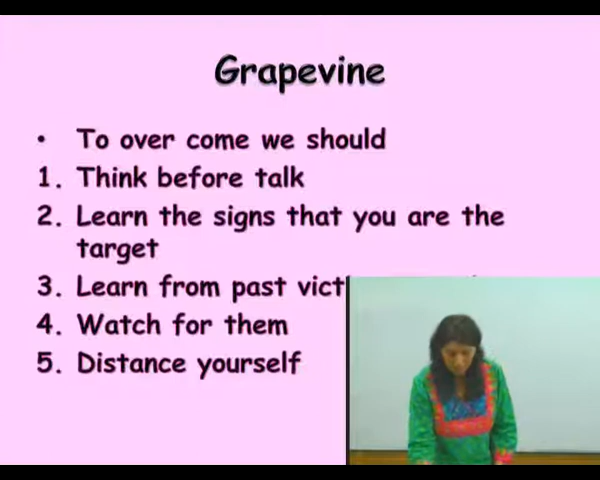 Grapevine
• To over come we should
1. Think before talk
2. Learn the signs that you are the
target
3. Learn from past
4. Watch for them
5. Distance yourself